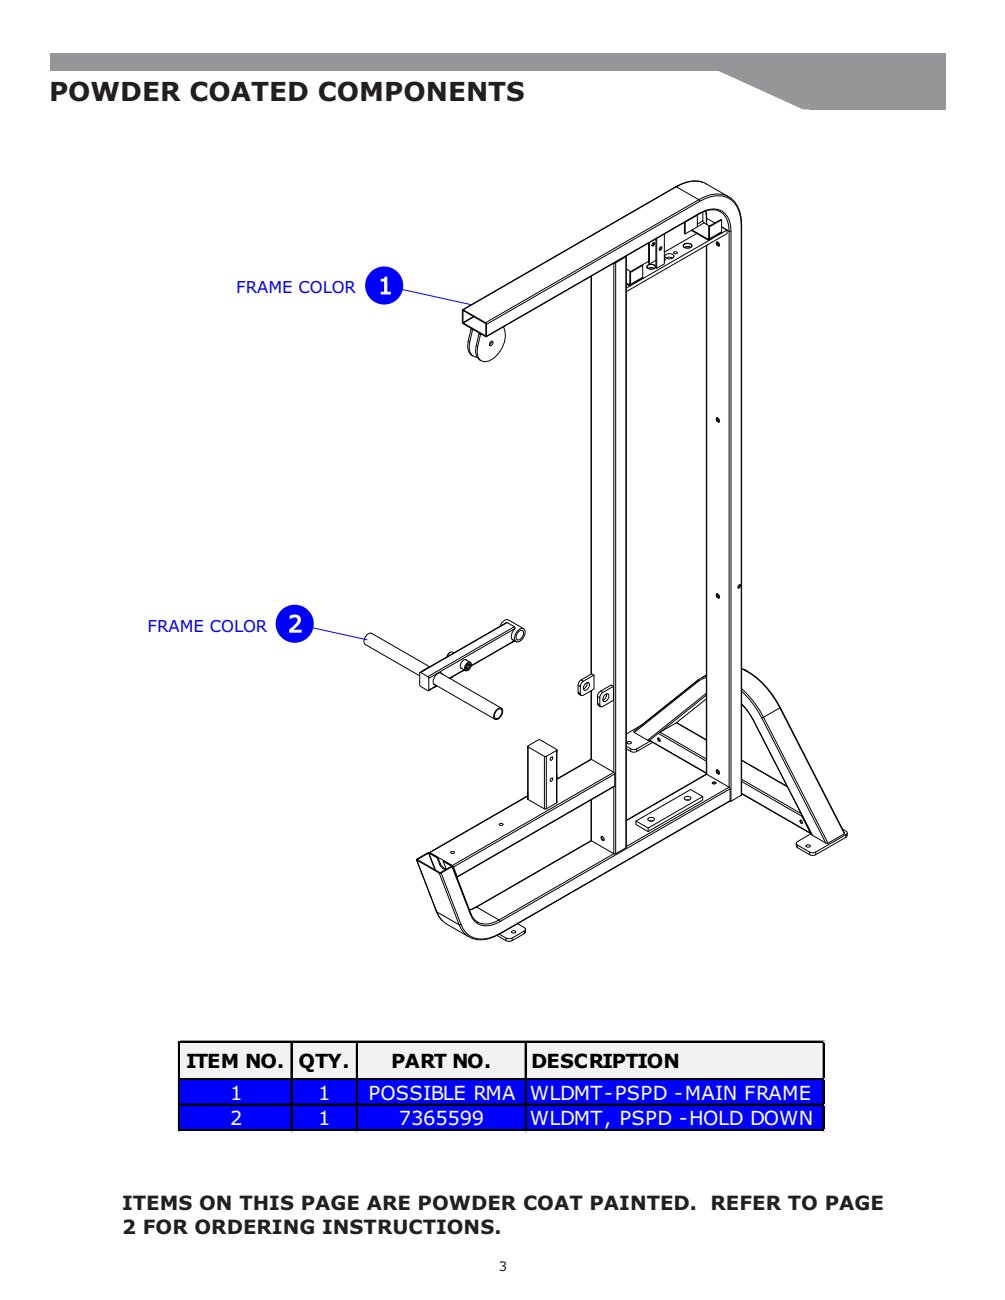 POWDER COATED COMPONENTS
FRAME COLOR 1
FRAME COLOR 2
ITEM NO. QTY. PART NO. DESCRIPTION
1 1 POSSIBLE RMA WLDMT-PSPD -MAIN FRAME
2 1 7365599 WLDMT, PSPD -HOLD DOWN
ITEMS ON THIS PAGE ARE POWDER COAT PAINTED. REFER TO PAGE
2 FOR ORDERING INSTRUCTIONS.
3